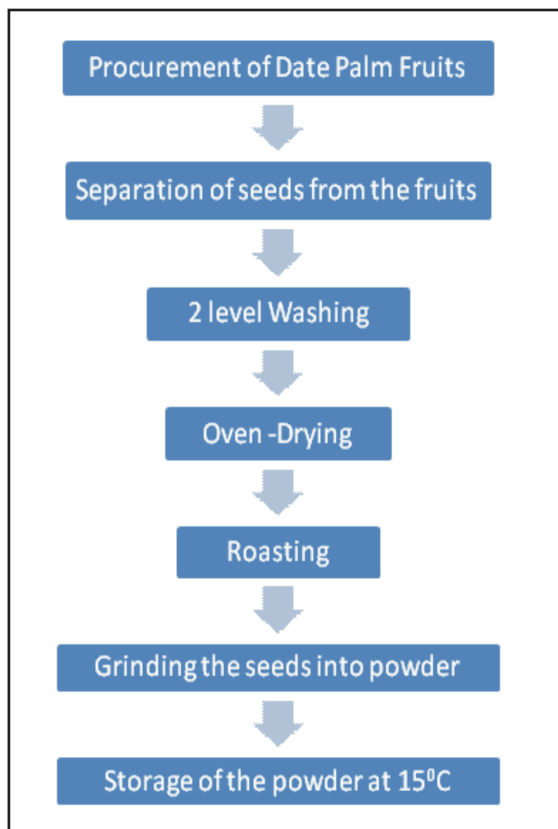 Procurement of Date Palm Fruits
Separation of seeds from the fruits
2 level Washing
Oven -Drying
Roasting
Grinding the seeds into powder
Storage of the powder at 15⁰C